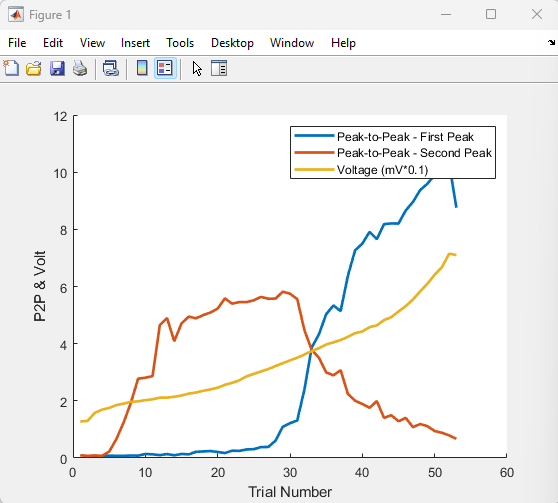 Figure 1
File Edit View Insert Tools Desktop Window Help
12
10
8
6
4
2
0
P2P & Volt
Peak-to-Peak - First Peak
Peak-to-Peak - Second Peak
Voltage (mV*0.1)
0 10 20 30 40 50 60
Trial Number